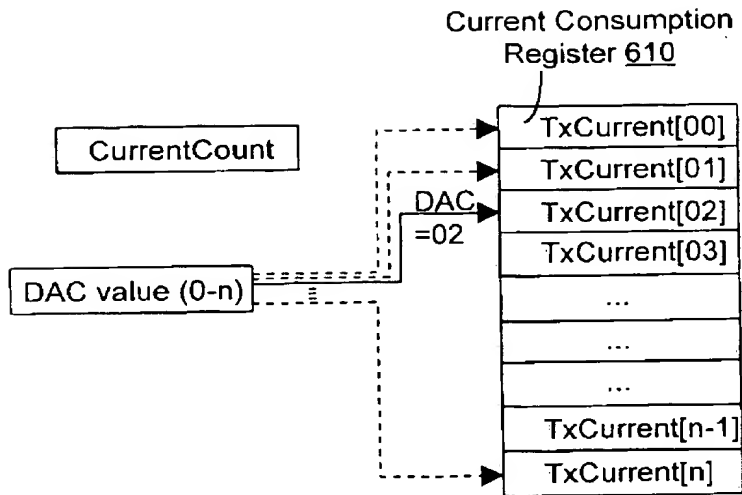 Current Consumption
Register 610
CurrentCount
DAC value (0-n)
DAC
=02
TxCurrent[00]
TxCurrent[01]
TxCurrent[02]
TxCurrent[03]
...
...
...
TxCurrent[n-1]
TxCurrent[n]